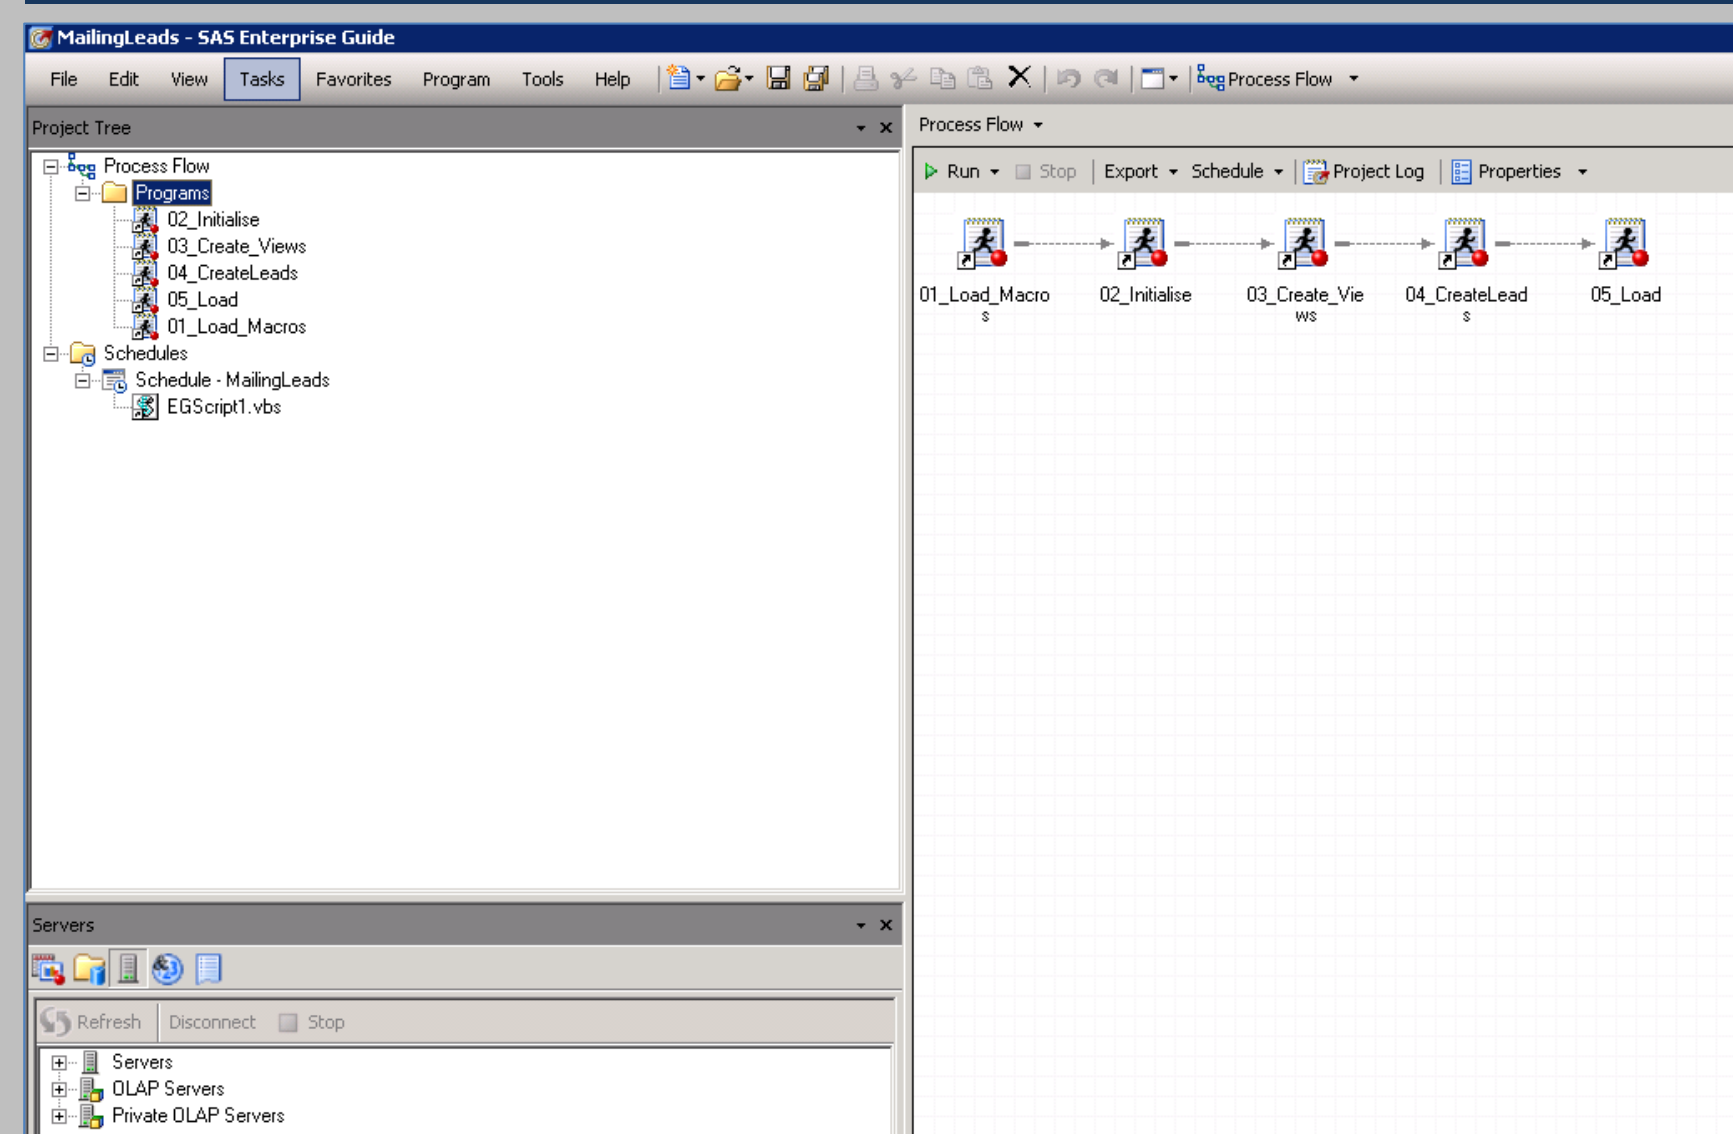 MailingLeads - SAS Enterprise Guide
File Edit View Tasks Favorites Program Tools Help Process Flow
Project Tree
Process Flow
Programs
02_Initialise
03_Create_Views
04_CreateLeads
05_Load
01_Load_Macros
Schedules
Schedule - MailingLeads
EGScript1.vbs
Servers
Refresh Disconnect Stop
Servers
OLAP Servers
Private OLAP Servers
Process Flow
Run Stop Export Schedule Project Log Properties
01_Load_Macro
s
02_Initialise
03_Create_Vie
ws
04_CreateLead
s
05_Load